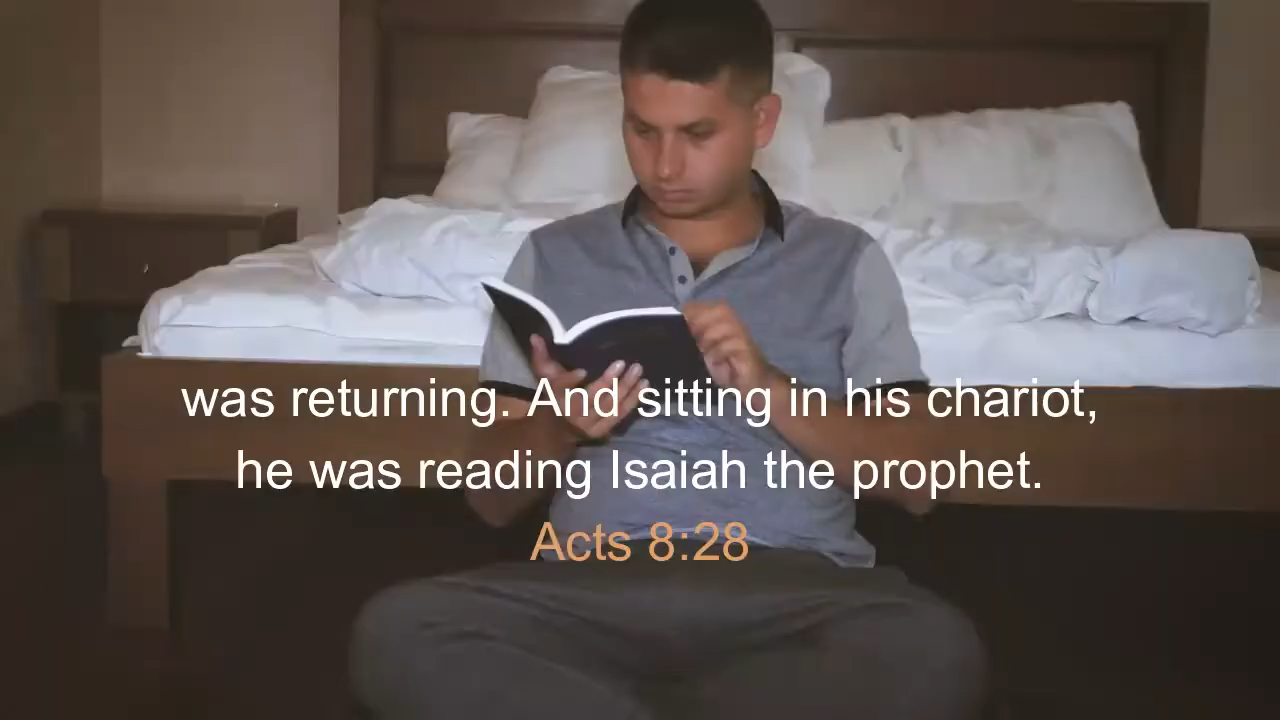 was returning. And sitting in his chariot,
he was reading Isaiah the prophet.
Acts 8:28